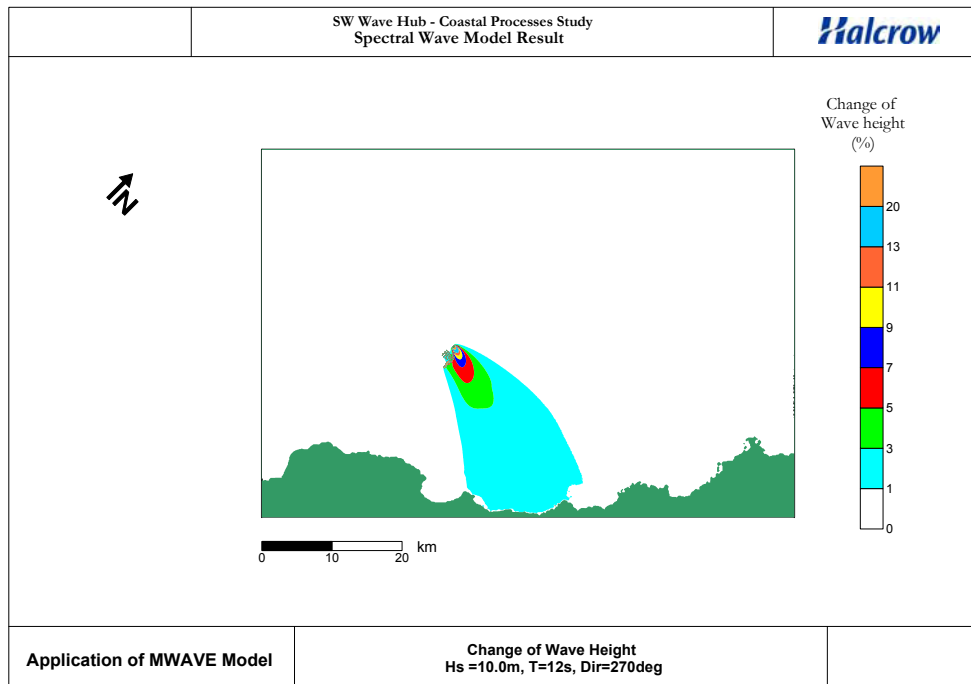 SW Wave Hub - Coastal Processes Study
Spectral Wave Model Result
Halcrow
Change of
Wave height
(%)
N
20
13
11
9
7
5
3
1
0
km
0 10 20
Application of MWAVE Model
Change of Wave Height
Hs =10.0m, T=12s, Dir=270deg